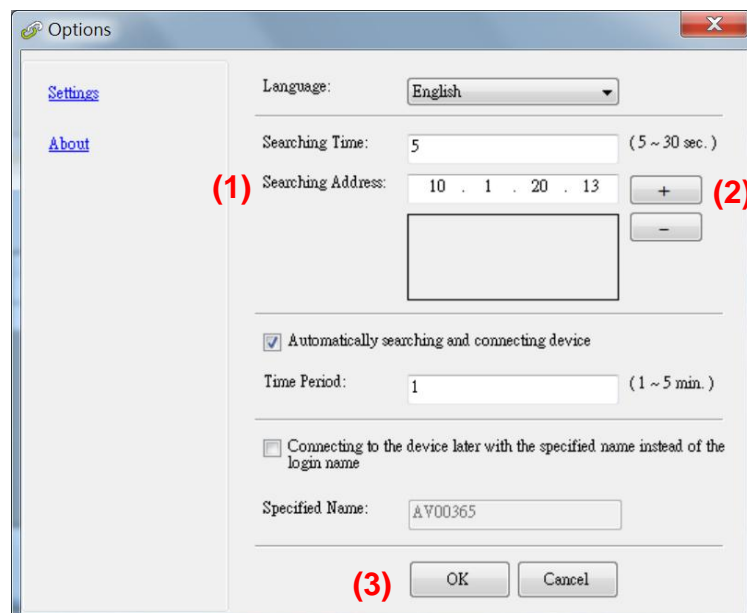 Options
Settings
About
Language: English
Searching Time: 5 ( 5 ~ 30 sec. )
(1) Searching Address: 10 . 1 . 20 . 13 + (2)
–
Automatically searching and connecting device
Time Period: 1 ( 1 ~ 5 min. )
Connecting to the device later with the specified name instead of the
login name
Specified Name: AV00365
(3) OK Cancel